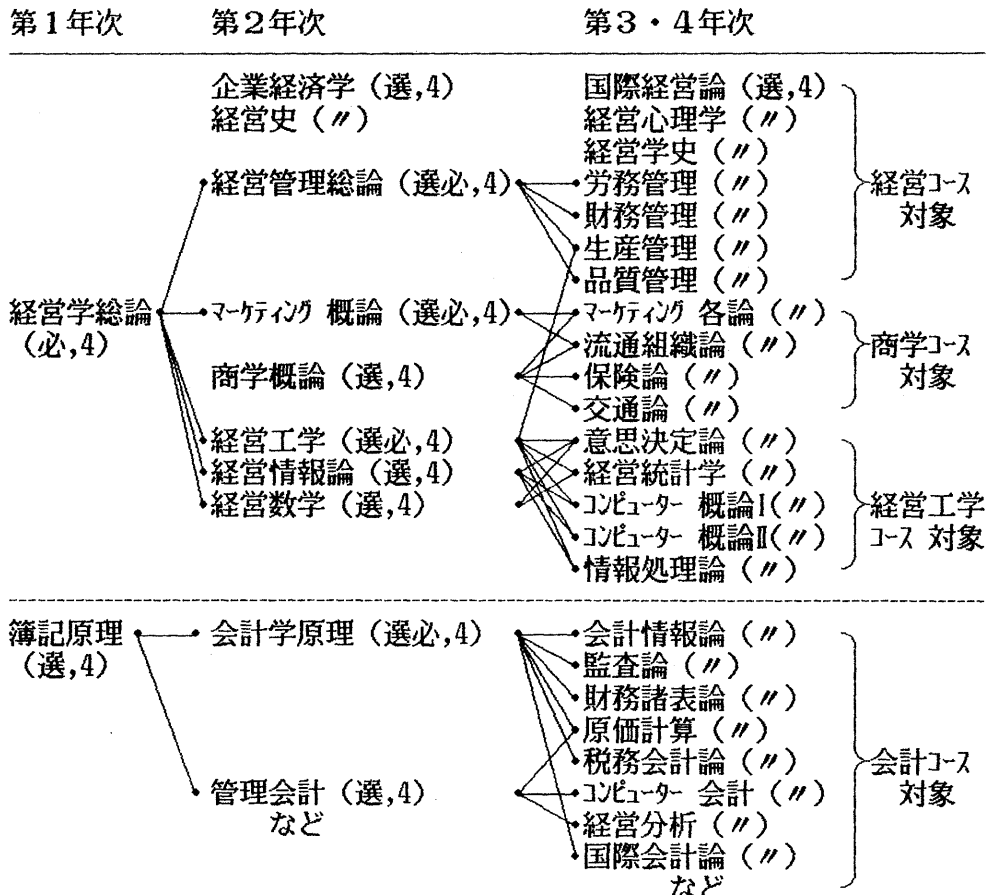 第1年次 第2年次 第3・4年次
企業経済学 (選,4) 国際経営論 (選,4)
経営史 (〃) 経営心理学 (〃)
経営学史 (〃)
経営管理総論 (選必,4) 労務管理 (〃) 経営コース
財務管理 (〃) 対象
生産管理 (〃)
品質管理 (〃)
経営学総論 マーケティング 概論 (選必,4) マーケティング 各論 (〃)
(必,4) 流通組織論 (〃) 商学コース
商学概論 (選,4) 保険論 (〃) 対象
交通論 (〃)
経営工学 (選必,4) 意思決定論 (〃)
経営情報論 (選,4) 経営統計学 (〃)
経営数学 (選,4) コンピューター 概論Ⅰ(〃) 経営工学
コンピューター 概論Ⅱ(〃) コース 対象
情報処理論 (〃)
簿記原理 会計学原理 (選必,4) 会計情報論 (〃)
(選,4) 監査論 (〃)
財務諸表論 (〃)
原価計算 (〃)
税務会計論 (〃) 会計コース
管理会計 (選,4) コンピューター 会計 (〃) 対象
など 経営分析 (〃)
国際会計論 (〃)
など